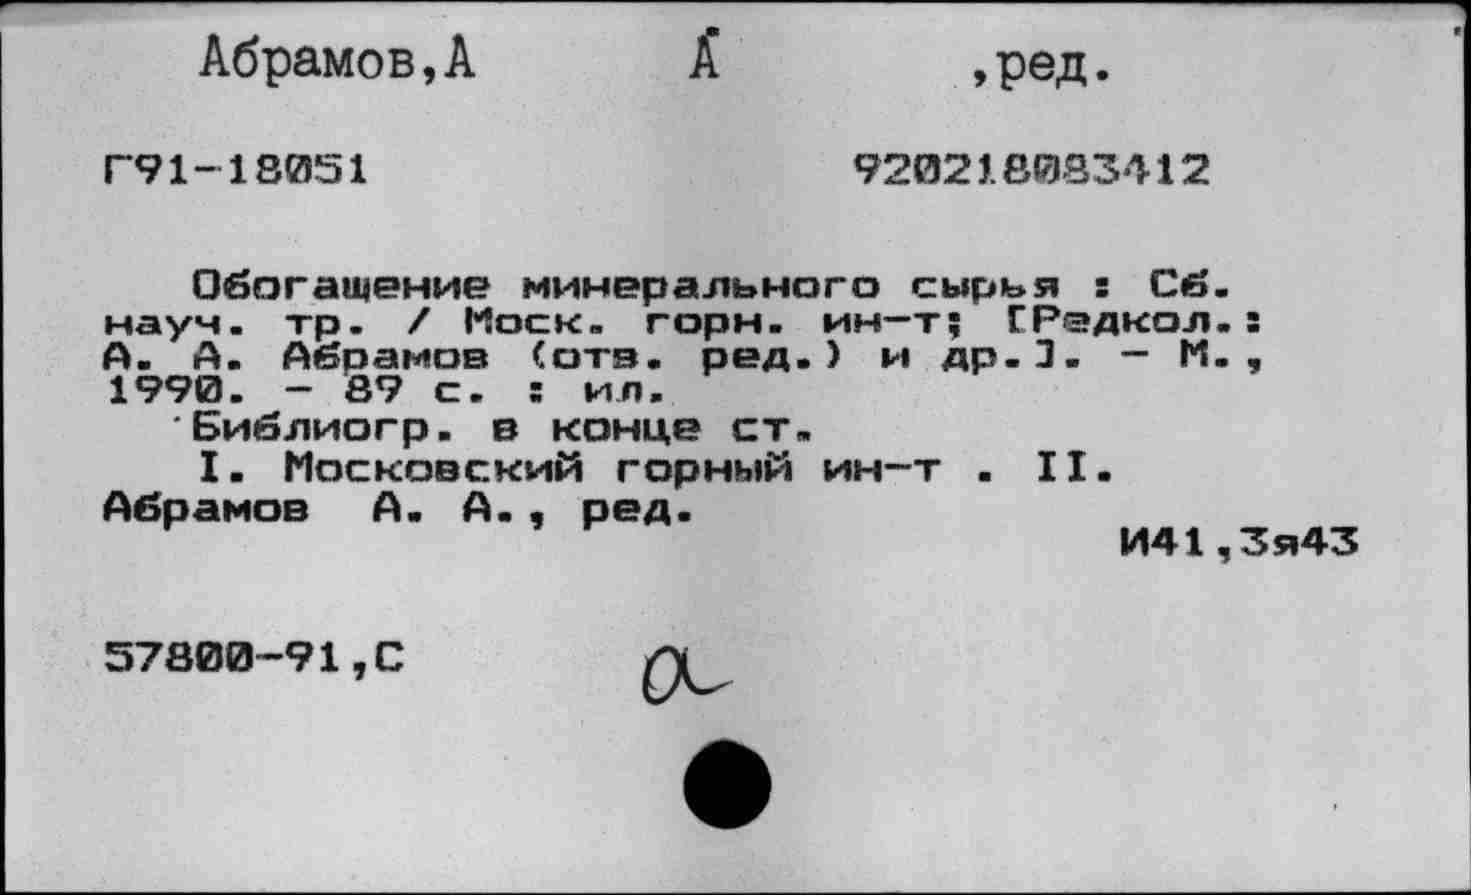 Абрамов,А А ,ред.
Г91-18051 920218083412
Обогащение минерального сырья : Сб.
науч. тр. / Моск. горн. ин-т; [Редкол.:
А. А. Абрамов (отв. ред.) и др.]. - М.,
1990. - 89 с. : ил.
Библиогр. в конце ст.
I. Московский горный ин-т . II.
Абрамов А. А., ред.
И41,3я43
57800-91,С